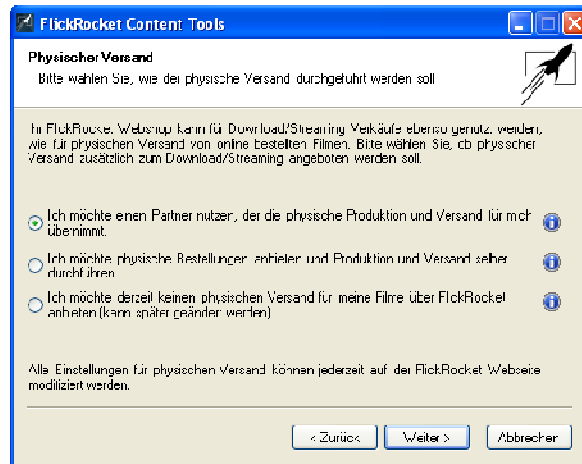 FlickRocket Content Tools
Physischer Versand
Bitte wählen Sie, wie der physische Versand durchgeführt werden soll
Ihr FlickRocket Webshop kann für Download/Streaming Verkäufe ebenso genutzt werden,
wie für physischen Versand von online bestellten Filmen. Bitte wählen Sie, ob physischer
Versand zusätzlich zum Download/Streaming angeboten werden soll.
Ich möchte einen Partner nutzen, der die physische Produktion und Versand für mich
übernimmt.
Ich möchte physische Bestellungen anbieten und Produktion und Versand selber
durchführen
Ich möchte derzeit keinen physischen Versand für meine Filme über FlickRocket
anbieten (kann später geändert werden)
Alle Einstellungen für physischen Versand können jederzeit auf der FlickRocket Webseite
modifiziert werden.
< Zurück
Weiter >
Abbrechen